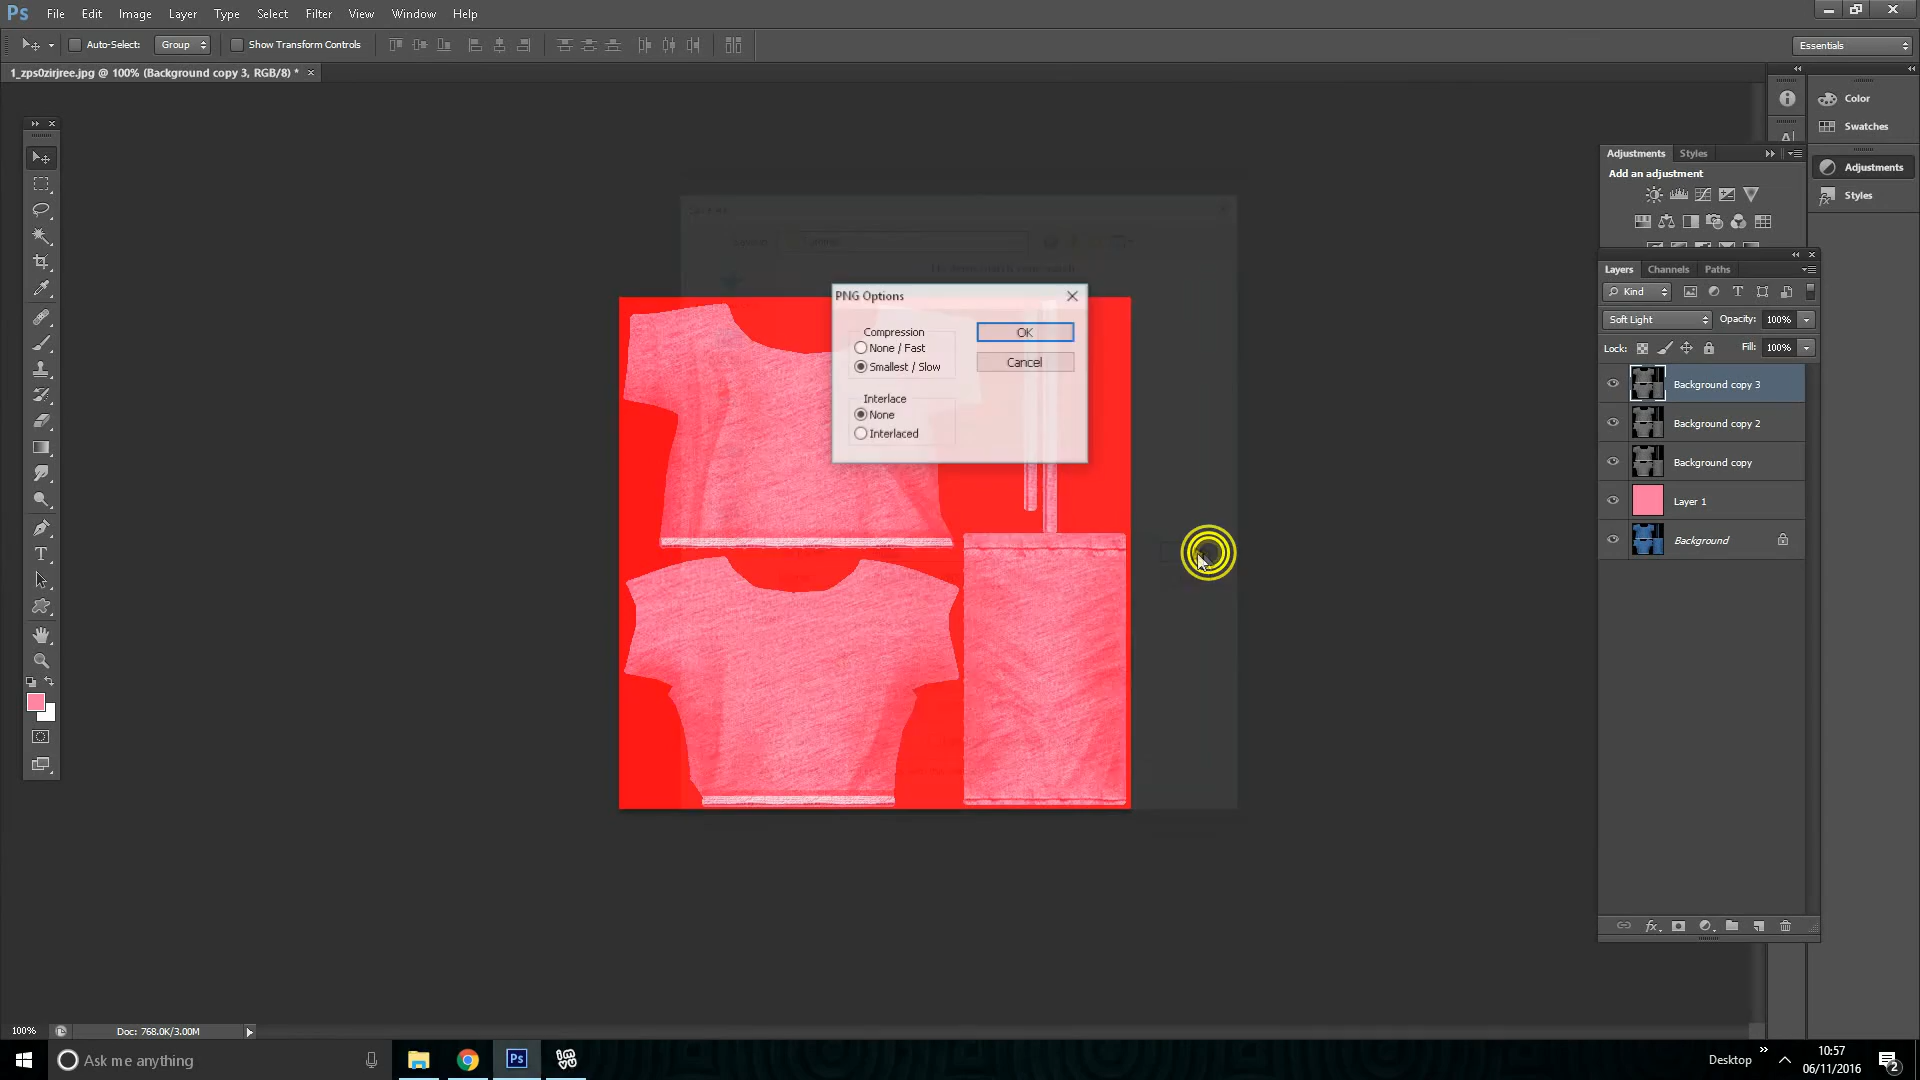 Ps File Edit Image Layer Type Select Filter View Window Help
Auto-Select: Group Show Transform Controls Essentials
1_zps0zirjree.jpg @ 100% (Background copy 3, RGB/8) * ×
Color
Swatches
Adjustments
Styles
Adjustments Styles
Add an adjustment
Layers Channels Paths
Kind T
Soft Light Opacity: 100%
Lock: Fill: 100%
Background copy 3
Background copy 2
Background copy
Layer 1
Background
fx
PNG Options
Compression
None / Fast
Smallest / Slow
Interlace
None
Interlaced
OK
Cancel
T
100% Doc: 768.0K/3.00M
Ask me anything Ps Desktop
10:57
06/11/2016
2